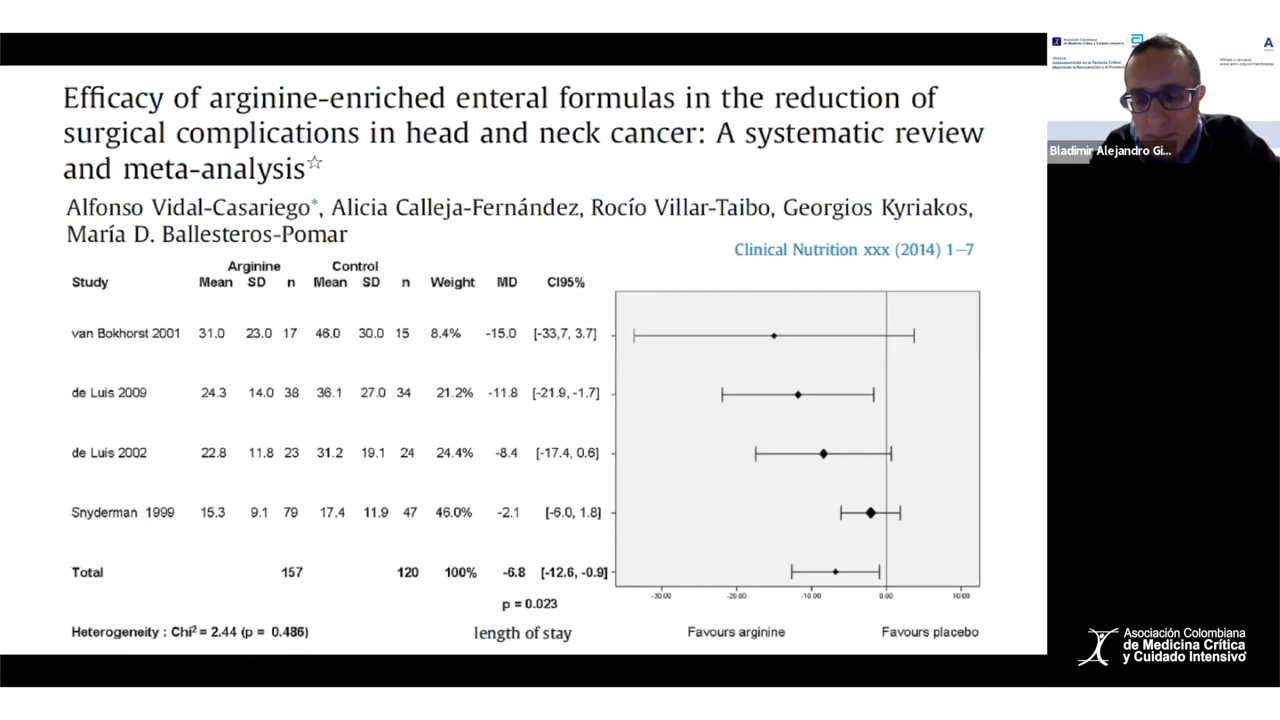 Efficacy of arginine-enriched enteral formulas in the reduction of
surgical complications in head and neck cancer: A systematic review
and meta-analysis☆
Alfonso Vidal-Casariego*, Alicia Calleja-Fernández, Rocío Villar-Taibo, Georgios Kyriakos,
María D. Ballesteros-Pomar
Clinical Nutrition xxx (2014) 1–7
Arginine Control
Study Mean SD n Mean SD n Weight MD CI95%
van Bokhorst 2001 31.0 23.0 17 46.0 30.0 15 8.4% -15.0 [-33,7, 3.7]
de Luis 2009 24.3 14.0 38 36.1 27.0 34 21.2% -11.8 [-21.9, -1.7]
de Luis 2002 22.8 11.8 23 31.2 19.1 24 24.4% -8.4 [-17.4, 0.6]
Snyderman 1999 15.3 9.1 79 17.4 11.9 47 46.0% -2.1 [-6.0, 1.8]
Total 157 120 100% -6.8 [-12.6, -0.9]
-20.00 -10.00 0.00 10.00
p = 0.023
Heterogeneity : Chi² = 2.44 (p = 0.486) length of stay Favours arginine Favours placebo
Asociación Colombiana
de Medicina Crítica y Cuidado Intensivo
Bladimir Alejandro Gi...
Asociación Colombiana
de Medicina Crítica
y Cuidado Intensivo